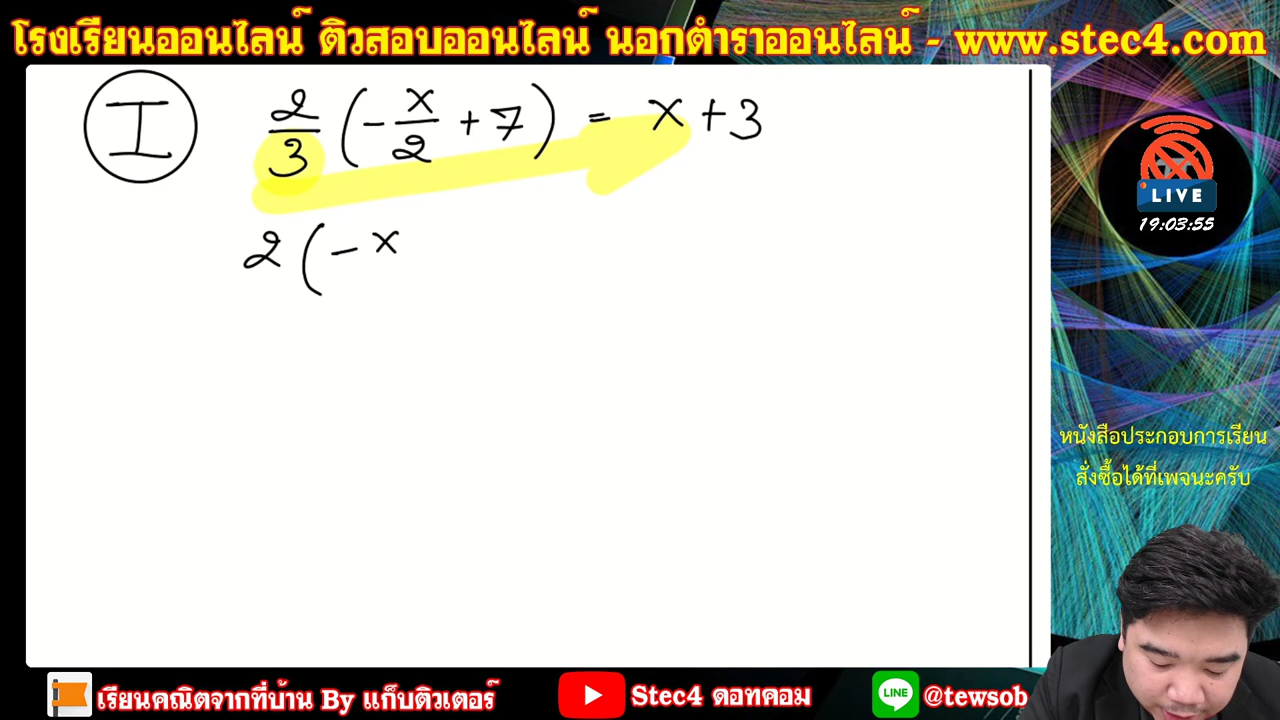 โรงเรียนออนไลน์ ติวสอบออนไลน์ นอกตำราออนไลน์ - www.stec4.com
I 2/3 (-x/2 + 7) = x + 3
2 (-x
LIVE
19:03:55
หนังสือประกอบการเรียน
สั่งซื้อได้ที่เพจนะครับ
เรียนคณิตจากที่บ้าน By แก็บติวเตอร์ Stec4 ดอทคอม LINE @tewsob